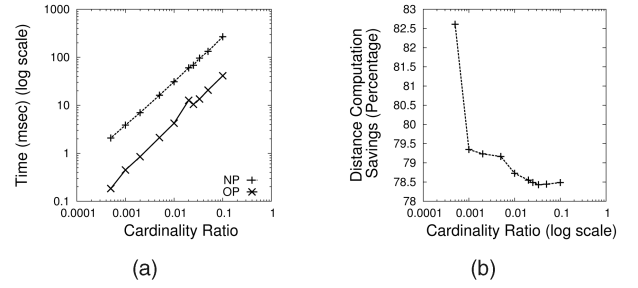 Time (msec) (log scale)
1000
100
10
1
0.1
0.0001
0.001
0.01
0.1
1
Cardinality Ratio
NP
OP
(a)
Distance Computation
Savings (Percentage)
83
82.5
82
81.5
81
80.5
80
79.5
79
78.5
78
0.0001
0.001
0.01
0.1
1
Cardinality Ratio (log scale)
(b)